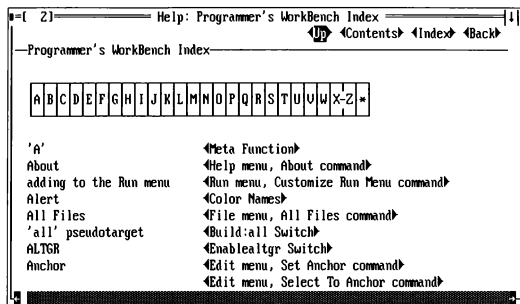 =[ 2] Help: Programmer's WorkBench Index
◄Up► ◄Contents► ◄Index► ◄Back►
Programmer's WorkBench Index
A B C D E F G H I J K L M N O P Q R S T U V W X-Z *
'A' ◄Meta Function►
About ◄Help menu, About command►
adding to the Run menu ◄Run menu, Customize Run Menu command►
Alert ◄Color Names►
All Files ◄File menu, All Files command►
'all' pseudotarget ◄Build:all Switch►
ALTGR ◄Enablealtgr Switch►
Anchor ◄Edit menu, Set Anchor command►
◄Edit menu, Select To Anchor command►